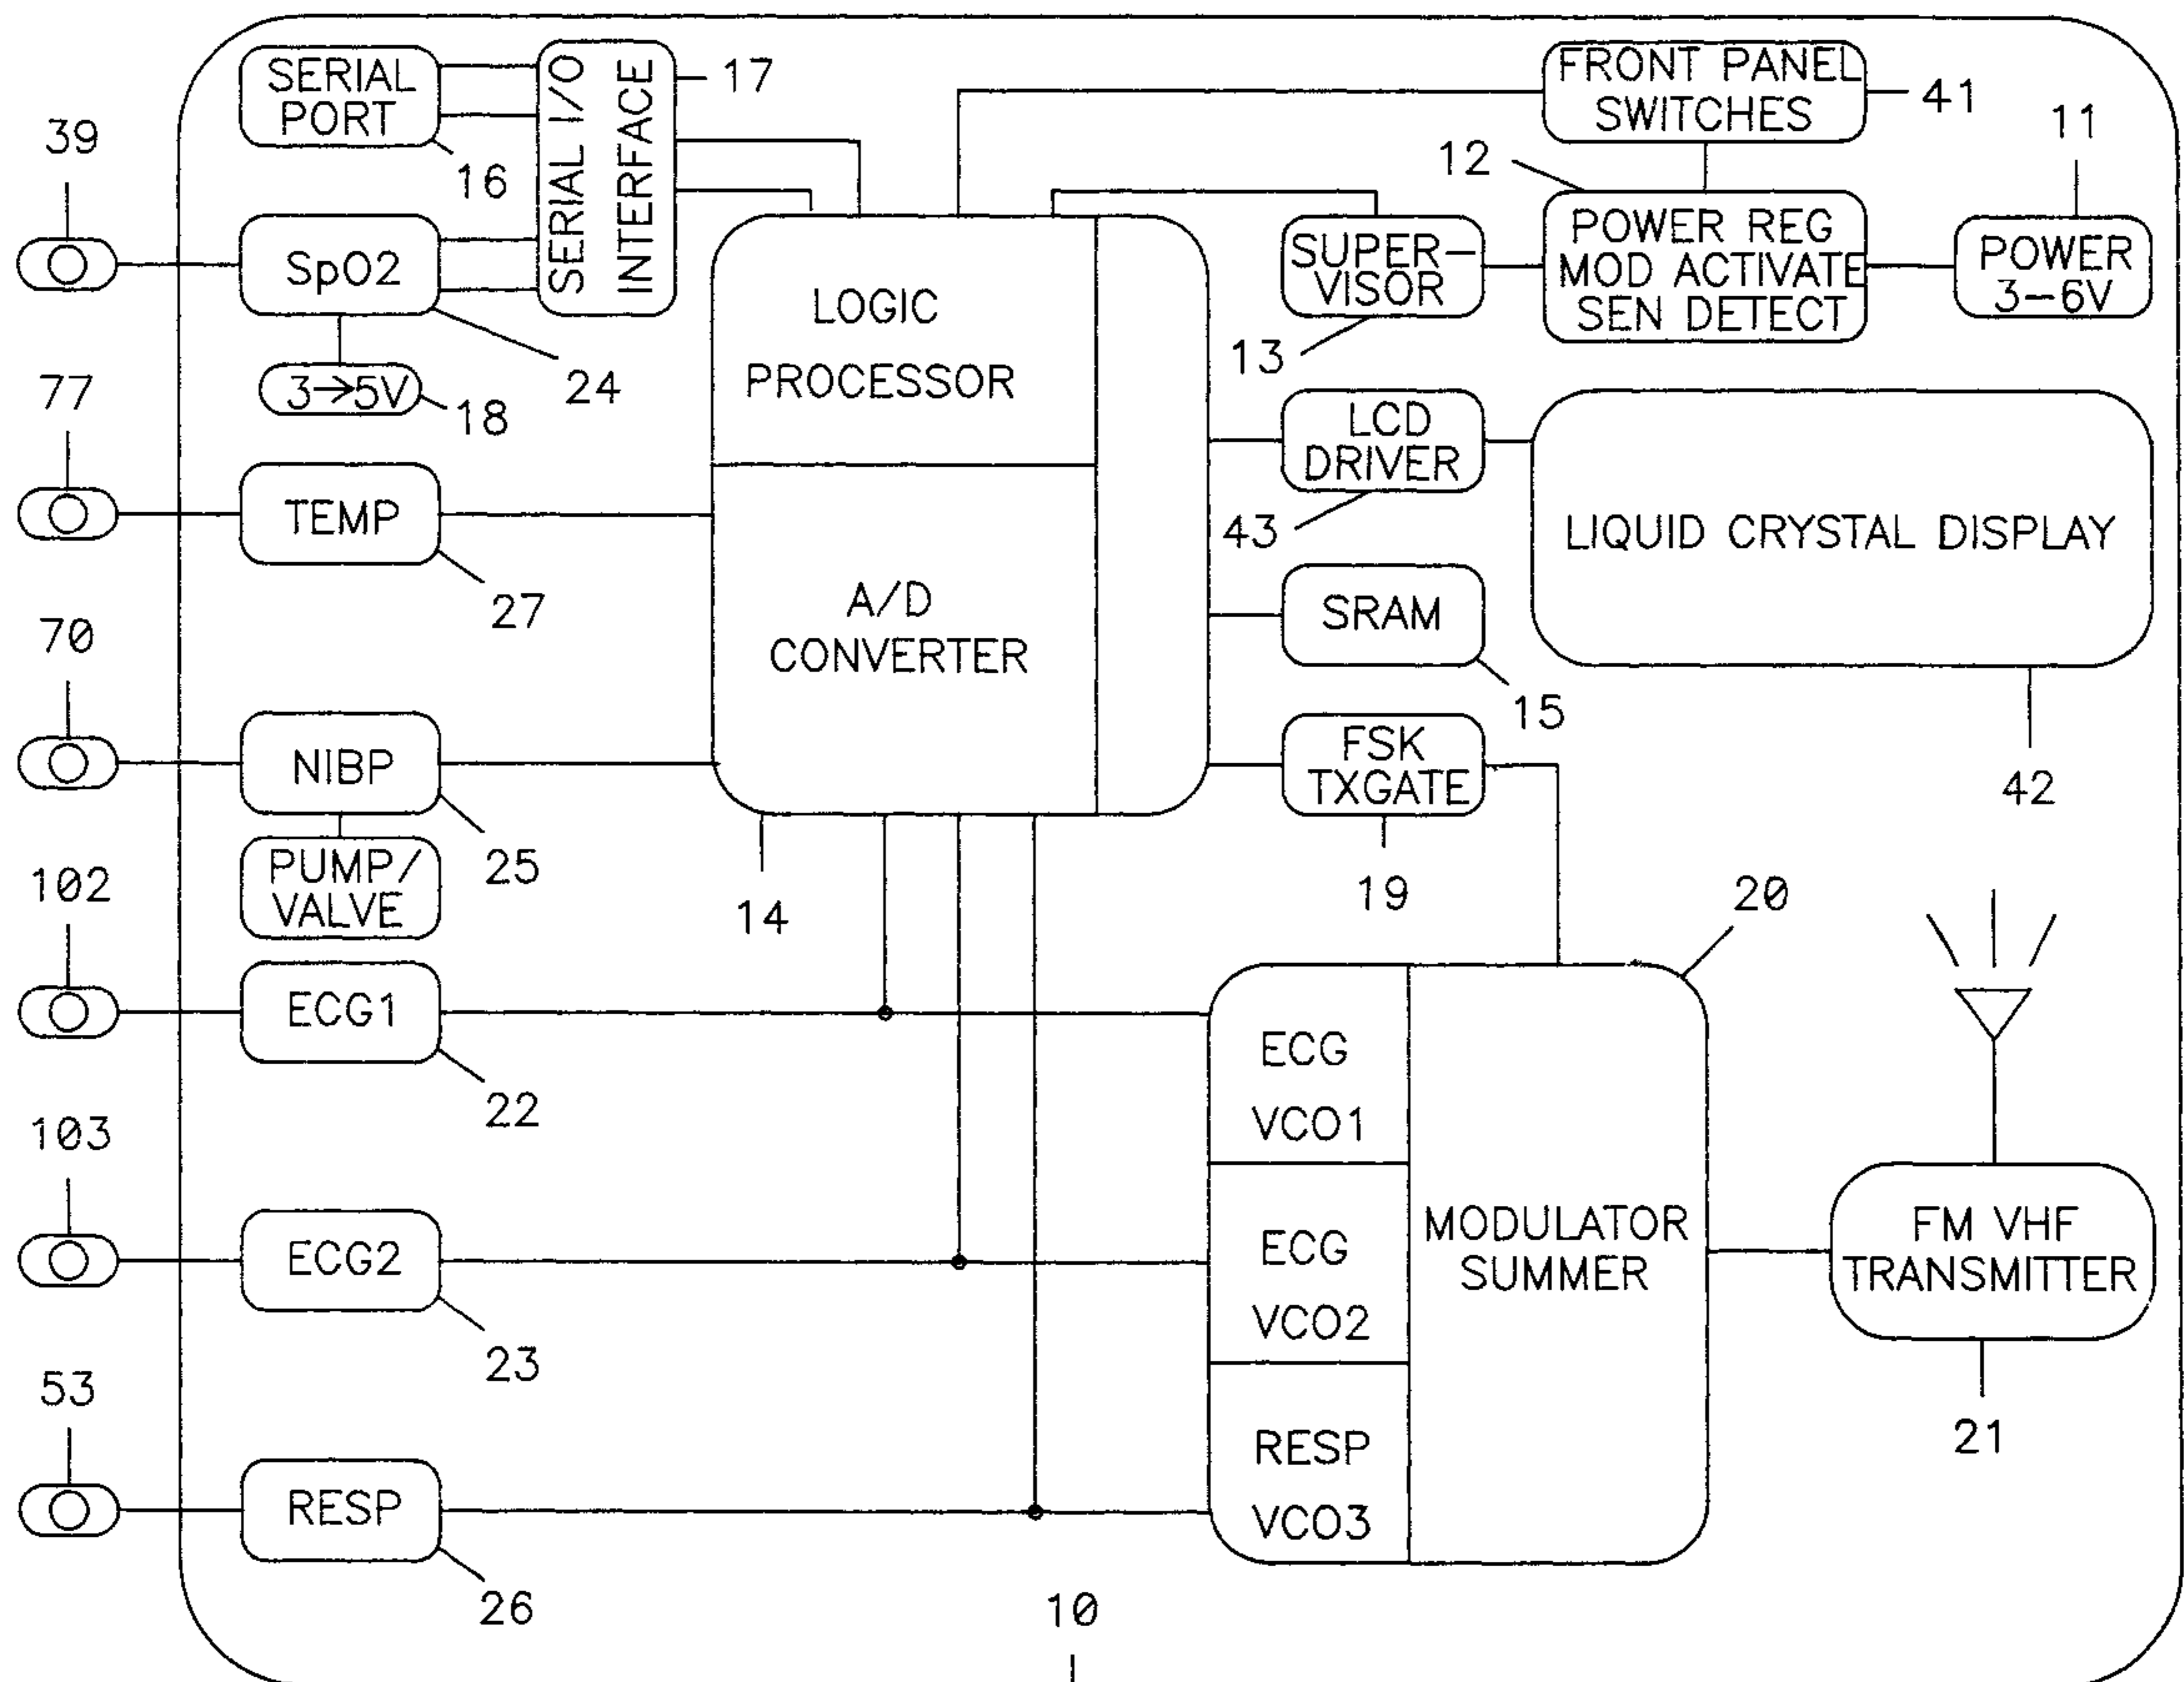 SERIAL
PORT
16
SERIAL I/O
INTERFACE
17
FRONT PANEL
SWITCHES
41
39
SpO2
24
3→5V
18
LOGIC
PROCESSOR
A/D
CONVERTER
14
SUPER-
VISOR
13
12
POWER REG
MOD ACTIVATE
SEN DETECT
11
POWER
3-6V
77
TEMP
27
LCD
DRIVER
43
LIQUID CRYSTAL DISPLAY
42
SRAM
15
70
NIBP
25
PUMP/
VALVE
FSK
TXGATE
19
102
ECG1
22
103
ECG2
23
53
RESP
26
20
ECG
VCO1
ECG
VCO2
RESP
VCO3
MODULATOR
SUMMER
FM VHF
TRANSMITTER
21
10